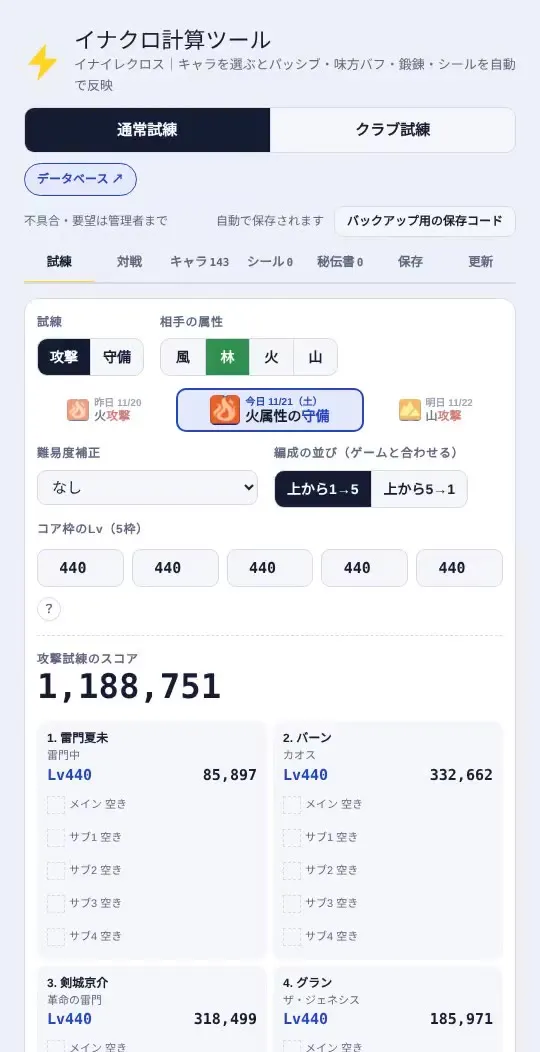 イナクロ計算ツール
イナイレクロス｜キャラを選ぶとパッシブ・味方バフ・鍛錬・シールを自動
で反映
通常試練 クラブ試練
データベース ↗
不具合・要望は管理者まで 自動で保存されます バックアップ用の保存コード
試練 対戦 キャラ143 シール0 秘伝書0 保存 更新
試練 相手の属性
攻撃 守備 風 林 火 山
昨日 11/20 今日 11/21（土） 明日 11/22
火攻撃 火属性の守備 山攻撃
難易度補正 編成の並び（ゲームと合わせる）
なし 上から1→5 上から5→1
コア枠のLv（5枠）
440 440 440 440 440
?
攻撃試練のスコア
1,188,751
1. 雷門夏未 2. バーン
雷門中 カオス
Lv440 85,897 Lv440 332,662
メイン 空き メイン 空き
サブ1 空き サブ1 空き
サブ2 空き サブ2 空き
サブ3 空き サブ3 空き
サブ4 空き サブ4 空き
3. 剣城京介 4. グラン
革命の雷門 ザ・ジェネシス
Lv440 318,499 Lv440 185,971
メイン 空き メイン 空き